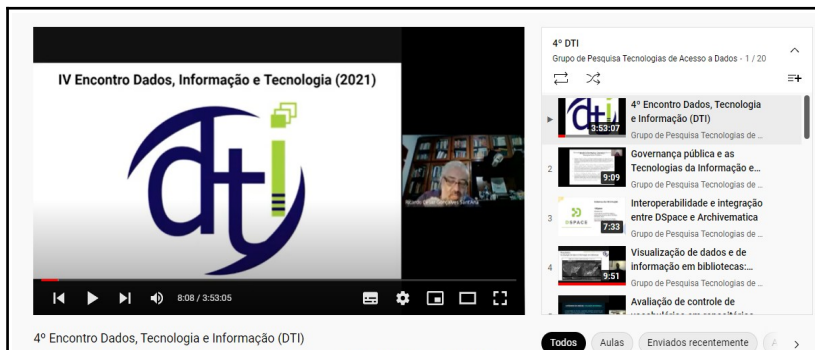 IV Encontro Dados, Informação e Tecnologia (2021)
dti
8:08 / 3:53:05
4º Encontro Dados, Tecnologia e Informação (DTI)
4º DTI
Grupo de Pesquisa Tecnologias de Acesso a Dados - 1 / 20
3:53:07
4º Encontro Dados, Tecnologia
e Informação (DTI)
Grupo de Pesquisa Tecnologias de ...
2
9:09
Governança pública e as
Tecnologias da Informação e...
Grupo de Pesquisa Tecnologias de ...
3
DSPACE
7:33
Interoperabilidade e integração
entre DSpace e Archivematica
Grupo de Pesquisa Tecnologias de ...
4
9:51
Visualização de dados e de
informação em bibliotecas:...
Grupo de Pesquisa Tecnologias de ...
Avaliação de controle de
Todos
Aulas
Enviados recentemente